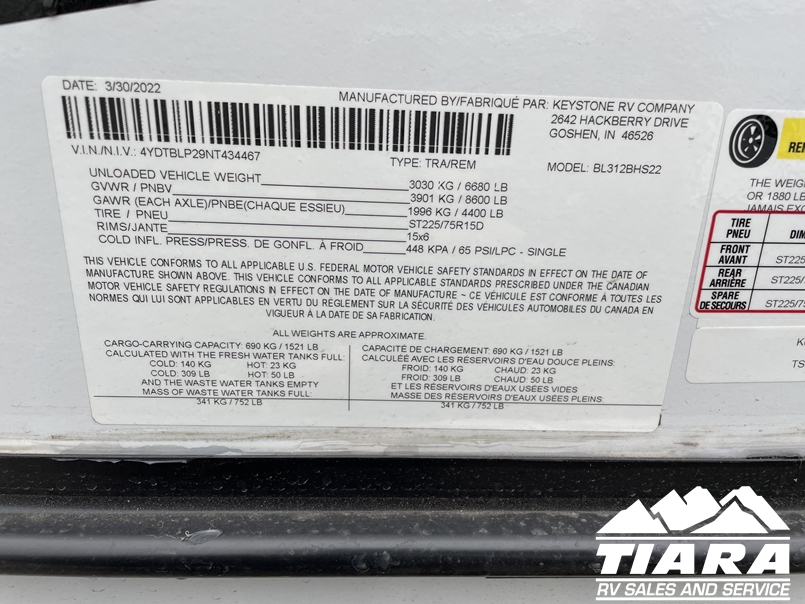 DATE: 3/30/2022
MANUFACTURED BY/FABRIQUÉ PAR: KEYSTONE RV COMPANY
2642 HACKBERRY DRIVE
GOSHEN, IN 46526
V.I.N./N.I.V.: 4YDTBLP29NT434467
TYPE: TRA/REM
MODEL: BL312BHS22
UNLOADED VEHICLE WEIGHT 3030 KG / 6680 LB
GVWR / PNBV 3901 KG / 8600 LB
GAWR (EACH AXLE)/PNBE(CHAQUE ESSIEU) 1996 KG / 4400 LB
TIRE / PNEU ST225/75R15D
RIMS/JANTE 15x6
COLD INFL. PRESS/PRESS. DE GONFL. À FROID 448 KPA / 65 PSI/LPC - SINGLE
THIS VEHICLE CONFORMS TO ALL APPLICABLE U.S. FEDERAL MOTOR VEHICLE SAFETY STANDARDS IN EFFECT ON THE DATE OF
MANUFACTURE SHOWN ABOVE. THIS VEHICLE CONFORMS TO ALL APPLICABLE STANDARDS PRESCRIBED UNDER THE CANADIAN
MOTOR VEHICLE SAFETY REGULATIONS IN EFFECT ON THE DATE OF MANUFACTURE ~ CE VÉHICULE EST CONFORME À TOUTES LES
NORMES QUI LUI SONT APPLICABLES EN VERTU DU RÈGLEMENT SUR LA SÉCURITÉ DES VÉHICULES AUTOMOBILES DU CANADA EN
VIGUEUR À LA DATE DE SA FABRICATION.
ALL WEIGHTS ARE APPROXIMATE.
CARGO-CARRYING CAPACITY: 690 KG / 1521 LB
CALCULATED WITH THE FRESH WATER TANKS FULL:
COLD: 140 KG HOT: 23 KG
COLD: 309 LB HOT: 50 LB
AND THE WASTE WATER TANKS EMPTY
MASS OF WASTE WATER TANKS FULL:
341 KG / 752 LB
CAPACITÉ DE CHARGEMENT: 690 KG / 1521 LB
CALCULÉE AVEC LES RÉSERVOIRS D'EAU DOUCE PLEINS:
FROID: 140 KG CHAUD: 23 KG
FROID: 309 LB CHAUD: 50 LB
ET LES RÉSERVOIRS D'EAUX USÉES VIDES
MASSE DES RÉSERVOIRS D'EAUX USÉES PLEINS:
341 KG / 752 LB
THE WEIG
OR 1880 LB
JAMAIS EXC
TIRE
PNEU
DIM
FRONT
AVANT
ST225
REAR
ARRIÈRE
ST225/7
SPARE
DE SECOURS
ST225/75
TS
TIARA
RV SALES AND SERVICE